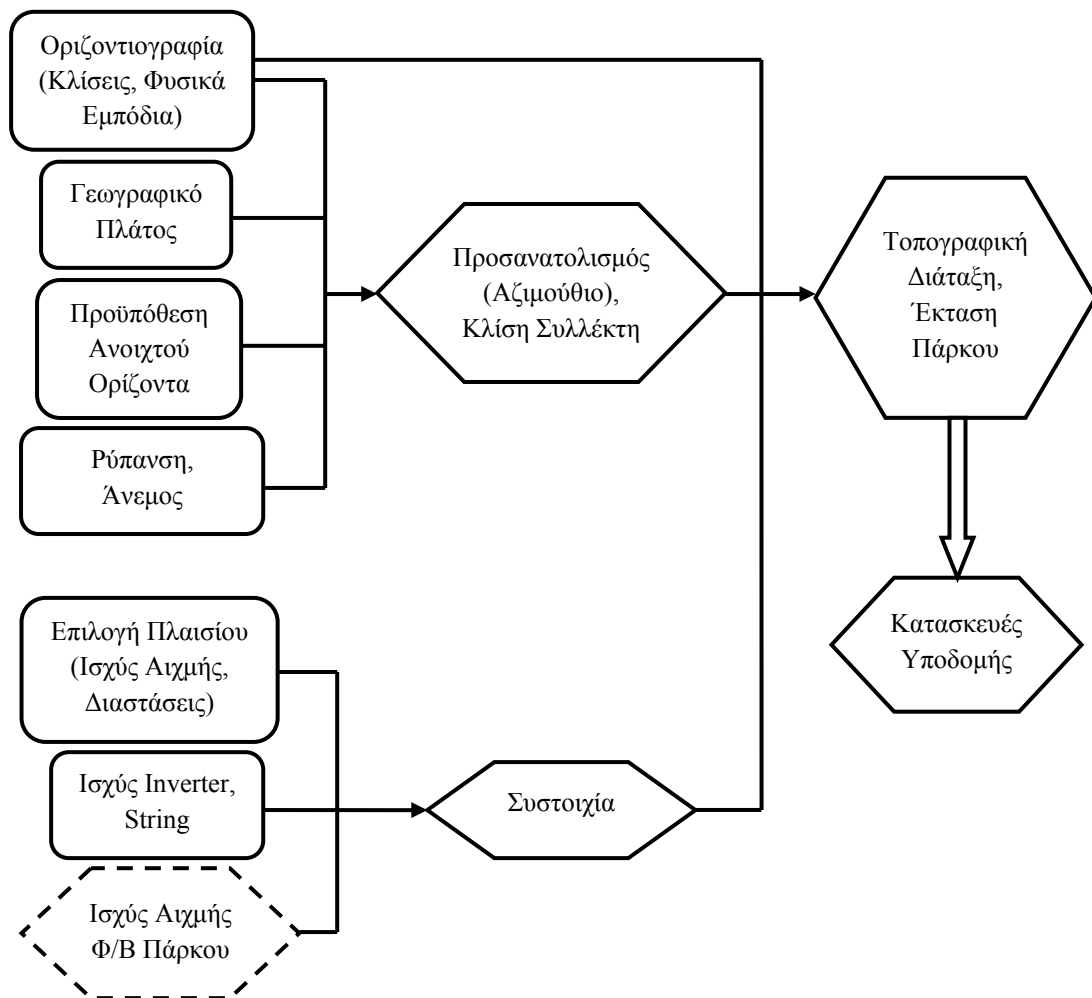 Οριζοντιογραφία
(Κλίσεις, Φυσικά
Εμπόδια)
Γεωγραφικό
Πλάτος
Προϋπόθεση
Ανοιχτού
Ορίζοντα
Ρύπανση,
Άνεμος
Προσανατολισμός
(Αζιμούθιο),
Κλίση Συλλέκτη
Τοπογραφική
Διάταξη,
Έκταση
Πάρκου
Κατασκευές
Υποδομής
Επιλογή Πλαισίου
(Ισχύς Αιχμής,
Διαστάσεις)
Ισχύς Inverter,
String
Ισχύς Αιχμής
Φ/Β Πάρκου
Συστοιχία